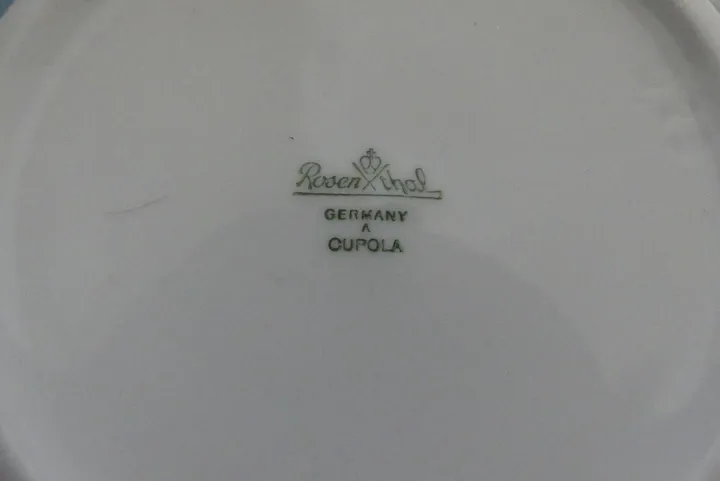 Rosenthal
GERMANY
A
CUPOLA